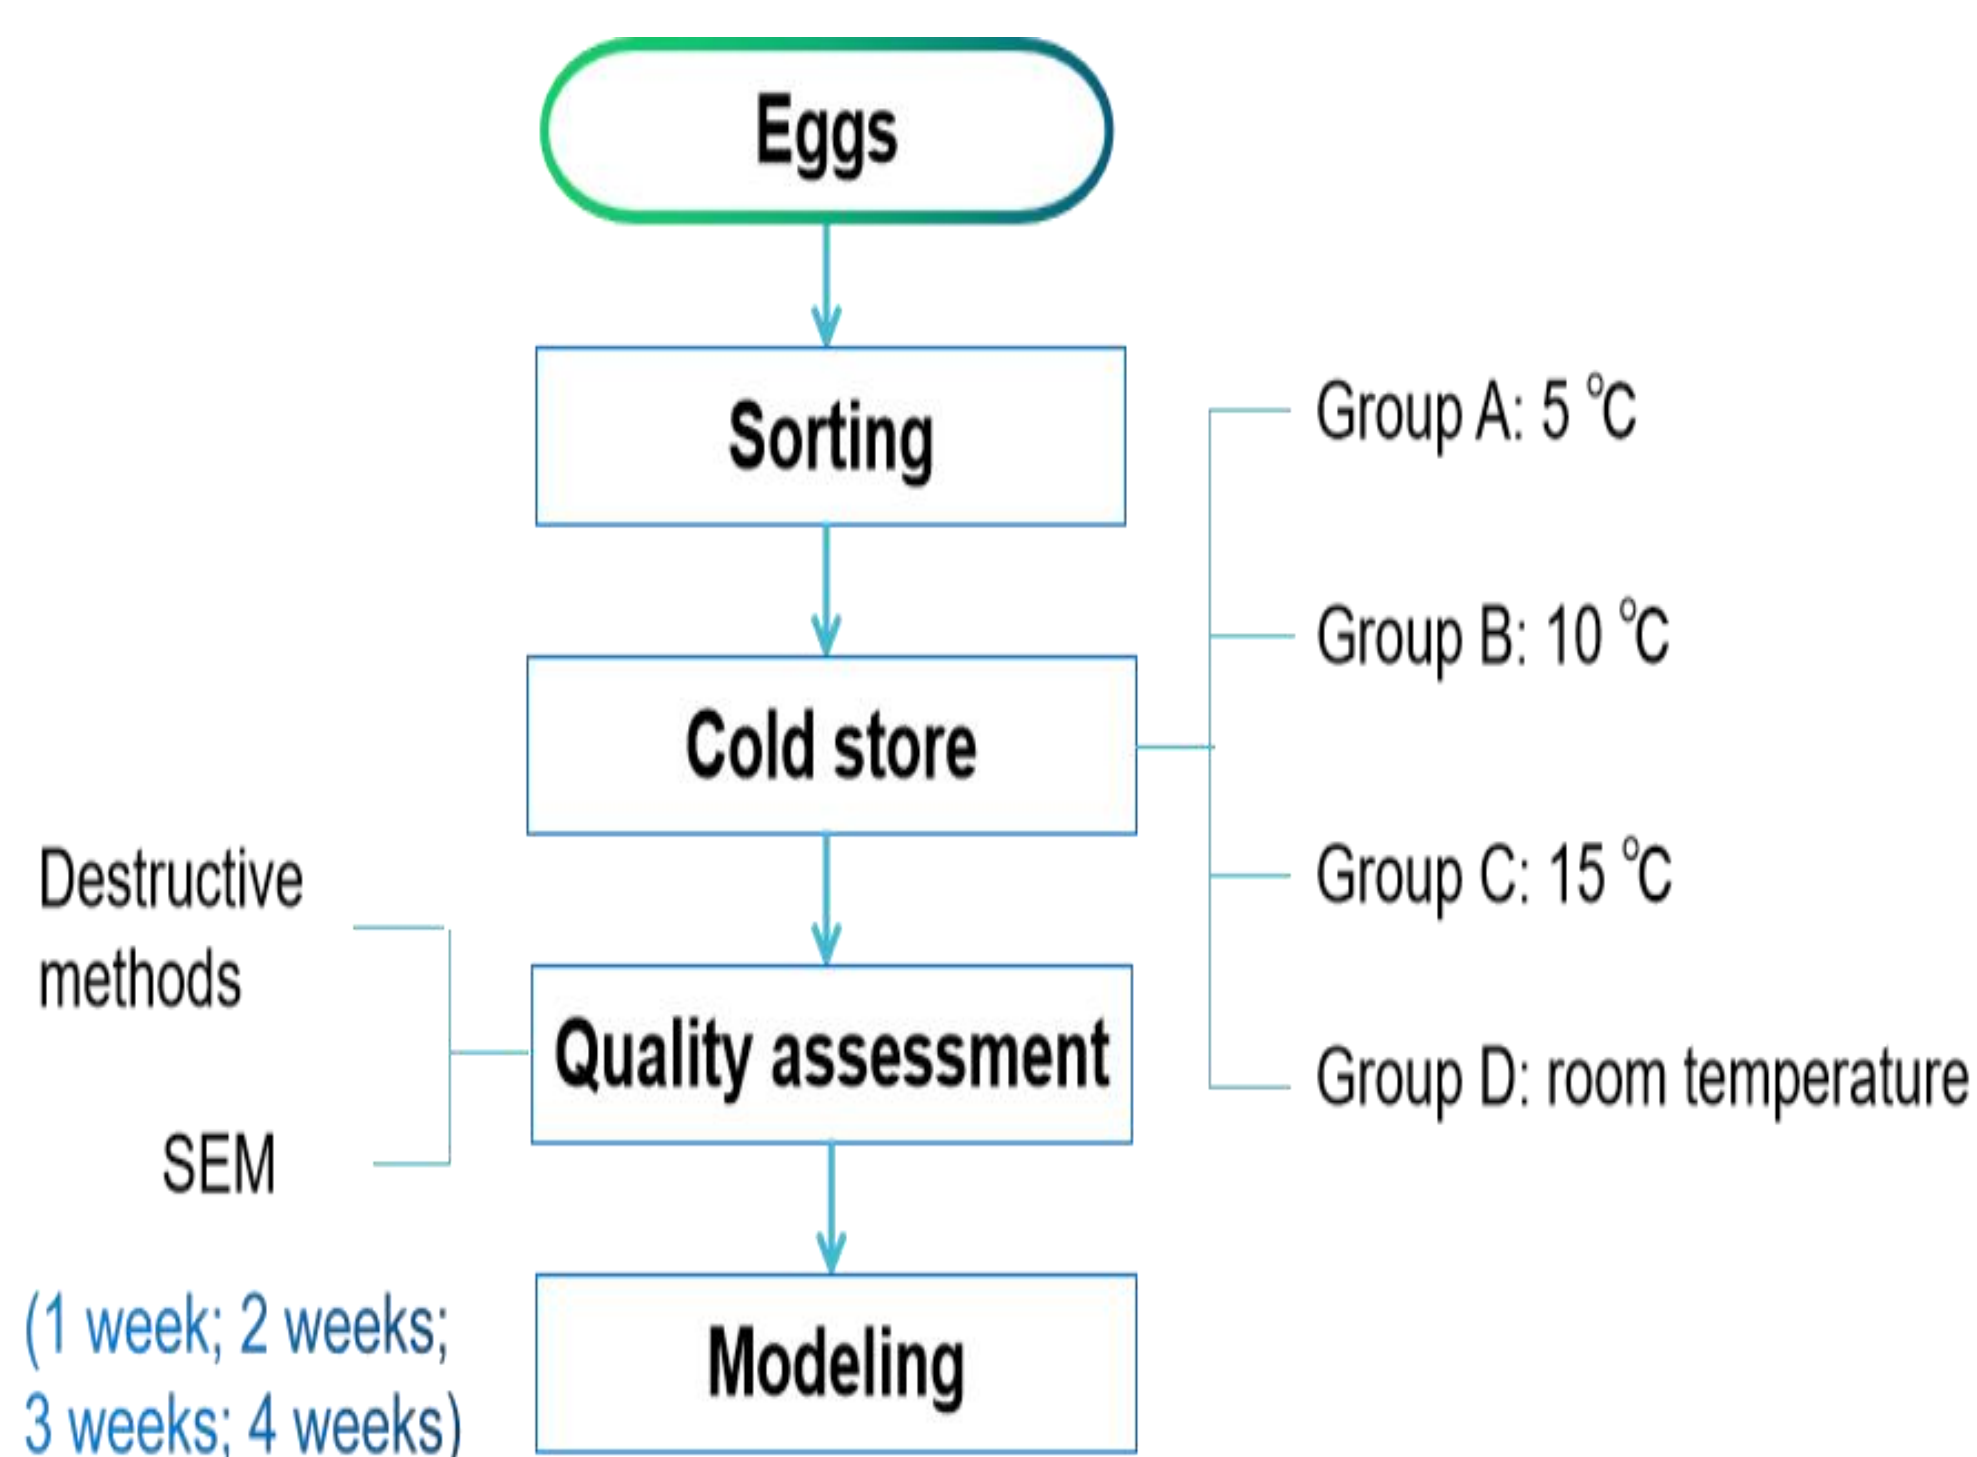 Eggs
Sorting
Group A: 5 ℃
Group B: 10 ℃
Cold store
Group C: 15 ℃
Destructive
methods
Quality assessment
Group D: room temperature
SEM
(1 week; 2 weeks;
3 weeks; 4 weeks)
Modeling